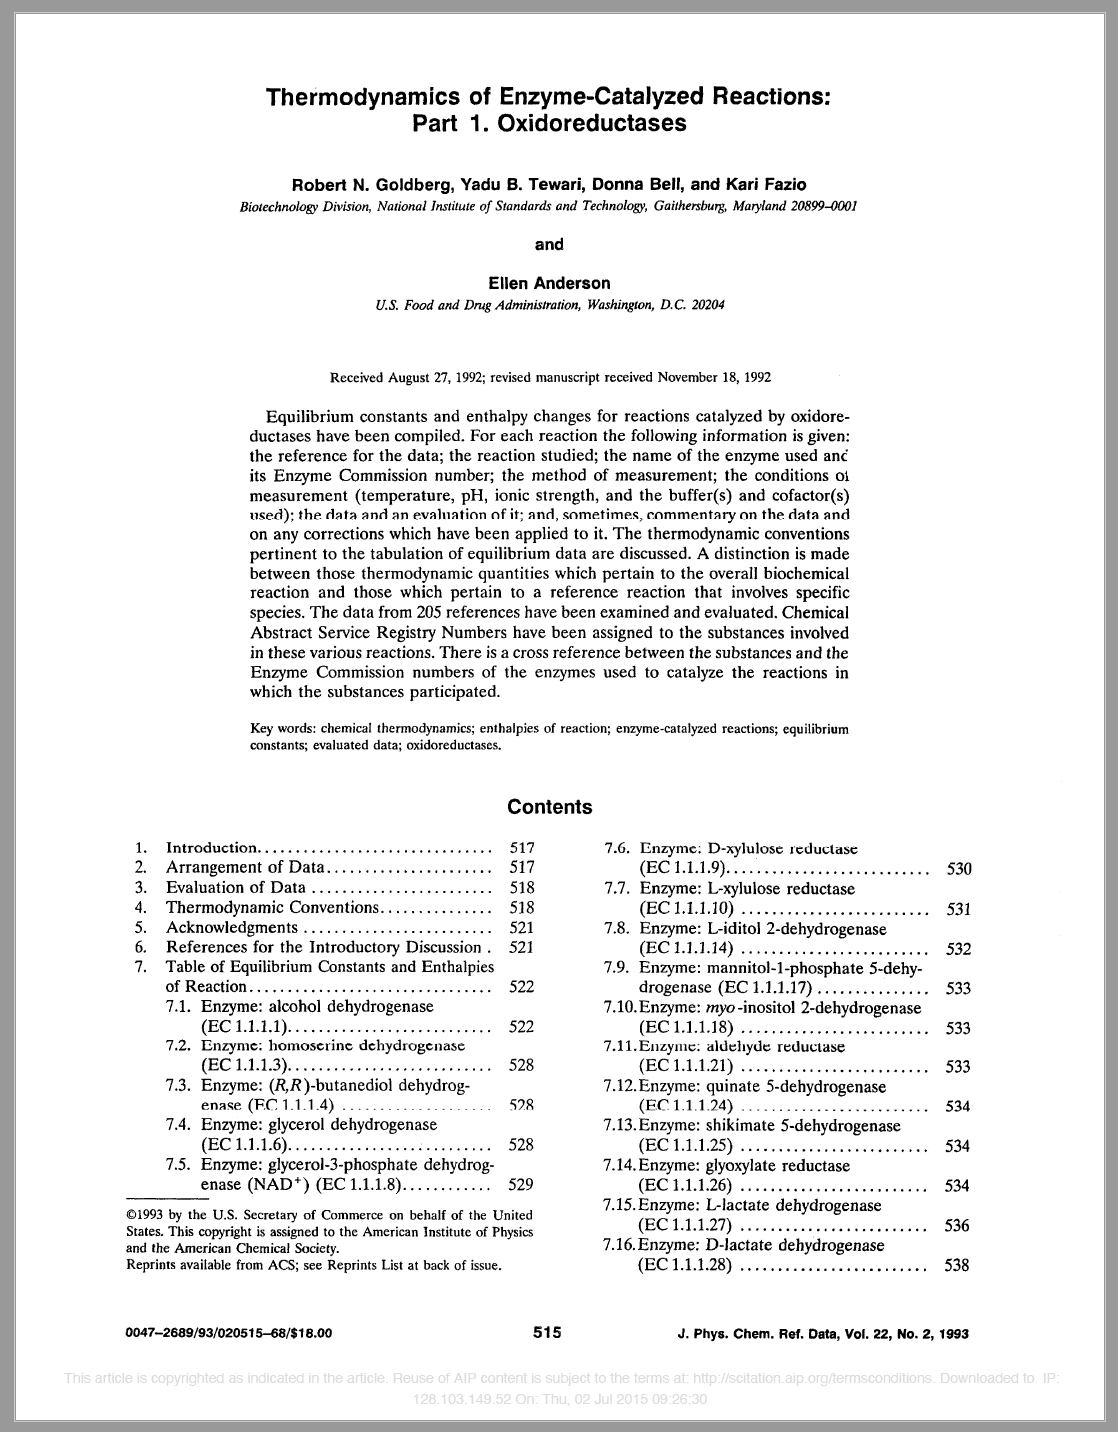 Thermodynamics of Enzyme-Catalyzed Reactions:
Part 1. Oxidoreductases
Robert N. Goldberg, Yadu B. Tewari, Donna Bell, and Kari Fazio
Biotechnology Division, National Institute of Standards and Technology, Gaithersburg, Maryland 20899–0001
and
Ellen Anderson
U.S. Food and Drug Administration, Washington, D.C. 20204
Received August 27, 1992; revised manuscript received November 18, 1992
Equilibrium constants and enthalpy changes for reactions catalyzed by oxidore-
ductases have been compiled. For each reaction the following information is given:
the reference for the data; the reaction studied; the name of the enzyme used and
its Enzyme Commission number; the method of measurement; the conditions of
measurement (temperature, pH, ionic strength, and the buffer(s) and cofactor(s)
used); the data and an evaluation of it; and, sometimes, commentary on the data and
on any corrections which have been applied to it. The thermodynamic conventions
pertinent to the tabulation of equilibrium data are discussed. A distinction is made
between those thermodynamic quantities which pertain to the overall biochemical
reaction and those which pertain to a reference reaction that involves specific
species. The data from 205 references have been examined and evaluated. Chemical
Abstract Service Registry Numbers have been assigned to the substances involved
in these various reactions. There is a cross reference between the substances and the
Enzyme Commission numbers of the enzymes used to catalyze the reactions in
which the substances participated.
Key words: chemical thermodynamics; enthalpies of reaction; enzyme-catalyzed reactions; equilibrium
constants; evaluated data; oxidoreductases.
Contents
1. Introduction............................... 517
2. Arrangement of Data...................... 517
3. Evaluation of Data ........................ 518
4. Thermodynamic Conventions............... 518
5. Acknowledgments ......................... 521
6. References for the Introductory Discussion . 521
7. Table of Equilibrium Constants and Enthalpies
of Reaction................................ 522
7.1. Enzyme: alcohol dehydrogenase
(EC 1.1.1.1)........................... 522
7.2. Enzyme: homoserine dehydrogenase
(EC 1.1.1.3)........................... 528
7.3. Enzyme: (R,R)-butanediol dehydrog-
enase (EC 1.1.1.4) .................... 528
7.4. Enzyme: glycerol dehydrogenase
(EC 1.1.1.6)........................... 528
7.5. Enzyme: glycerol-3-phosphate dehydrog-
enase (NAD+) (EC 1.1.1.8)............ 529
©1993 by the U.S. Secretary of Commerce on behalf of the United
States. This copyright is assigned to the American Institute of Physics
and the American Chemical Society.
Reprints available from ACS; see Reprints List at back of issue.
7.6. Enzyme: D-xylulose reductase
(EC 1.1.1.9)........................... 530
7.7. Enzyme: L-xylulose reductase
(EC 1.1.1.10) ......................... 531
7.8. Enzyme: L-iditol 2-dehydrogenase
(EC 1.1.1.14) ......................... 532
7.9. Enzyme: mannitol-1-phosphate 5-dehy-
drogenase (EC 1.1.1.17) ............... 533
7.10. Enzyme: myo-inositol 2-dehydrogenase
(EC 1.1.1.18) ......................... 533
7.11. Enzyme: aldehyde reductase
(EC 1.1.1.21) ......................... 533
7.12. Enzyme: quinate 5-dehydrogenase
(EC 1.1.1.24) ......................... 534
7.13. Enzyme: shikimate 5-dehydrogenase
(EC 1.1.1.25) ......................... 534
7.14. Enzyme: glyoxylate reductase
(EC 1.1.1.26) ......................... 534
7.15. Enzyme: L-lactate dehydrogenase
(EC 1.1.1.27) ......................... 536
7.16. Enzyme: D-lactate dehydrogenase
(EC 1.1.1.28) ......................... 538
0047–2689/93/020515–68/$18.00
515
J. Phys. Chem. Ref. Data, Vol. 22, No. 2, 1993
This article is copyrighted as indicated in the article. Reuse of AIP content is subject to the terms at: http://scitation.aip.org/termsconditions. Downloaded to IP:
128.103.149.52 On: Thu, 02 Jul 2015 09:26:30